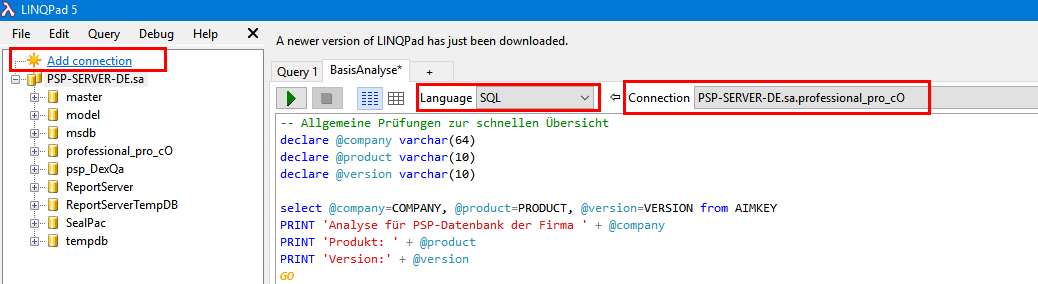 LINQPad 5
File Edit Query Debug Help
Add connection
PSP-SERVER-DE.sa
master
model
msdb
professional_pro_cO
psp_DexQa
ReportServer
ReportServerTempDB
SealPac
tempdb
A newer version of LINQPad has just been downloaded.
Query 1 BasisAnalyse* +
Language SQL Connection PSP-SERVER-DE.sa.professional_pro_cO
-- Allgemeine Prüfungen zur schnellen Übersicht
declare @company varchar(64)
declare @product varchar(10)
declare @version varchar(10)
select @company=COMPANY, @product=PRODUCT, @version=VERSION from AIMKEY
PRINT 'Analyse für PSP-Datenbank der Firma ' + @company
PRINT 'Produkt: ' + @product
PRINT 'Version:' + @version
GO